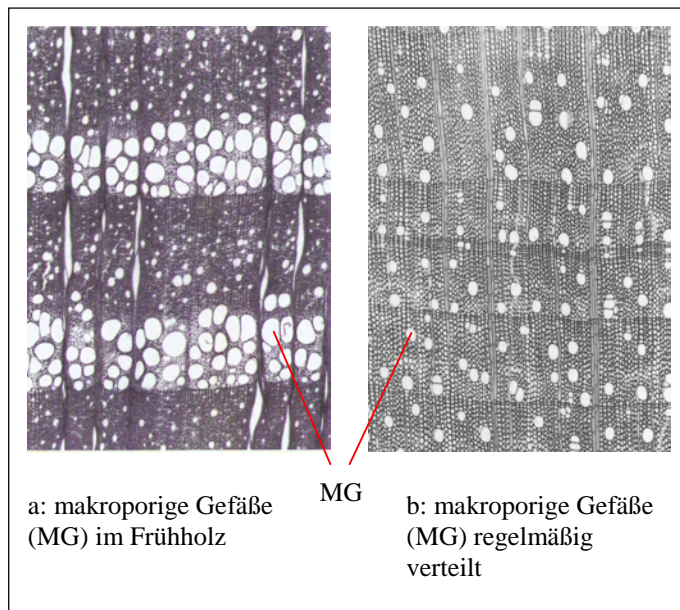 MG
a: makroporige Gefäße
(MG) im Frühholz
b: makroporige Gefäße
(MG) regelmäßig
verteilt